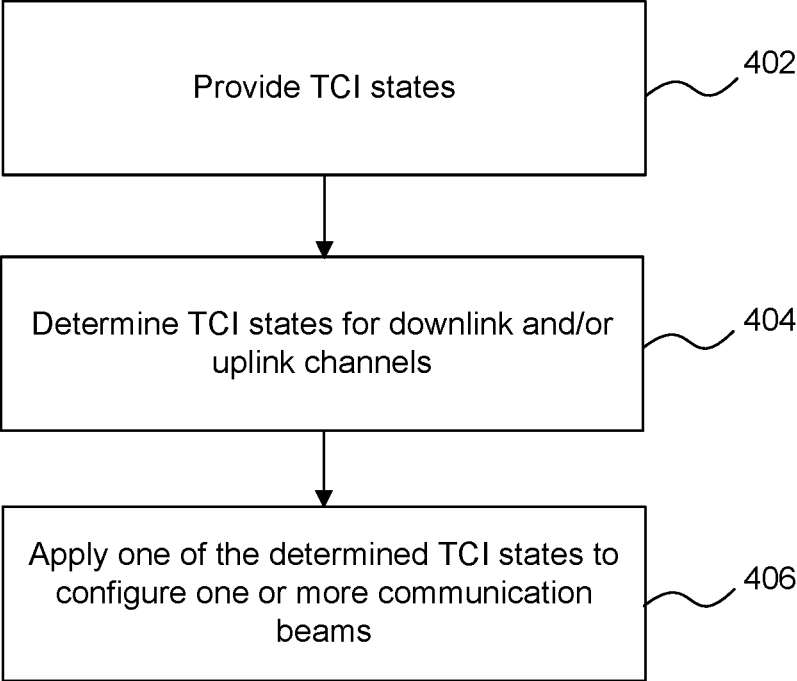 Provide TCI states
402
Determine TCI states for downlink and/or
uplink channels
404
Apply one of the determined TCI states to
configure one or more communication
beams
406